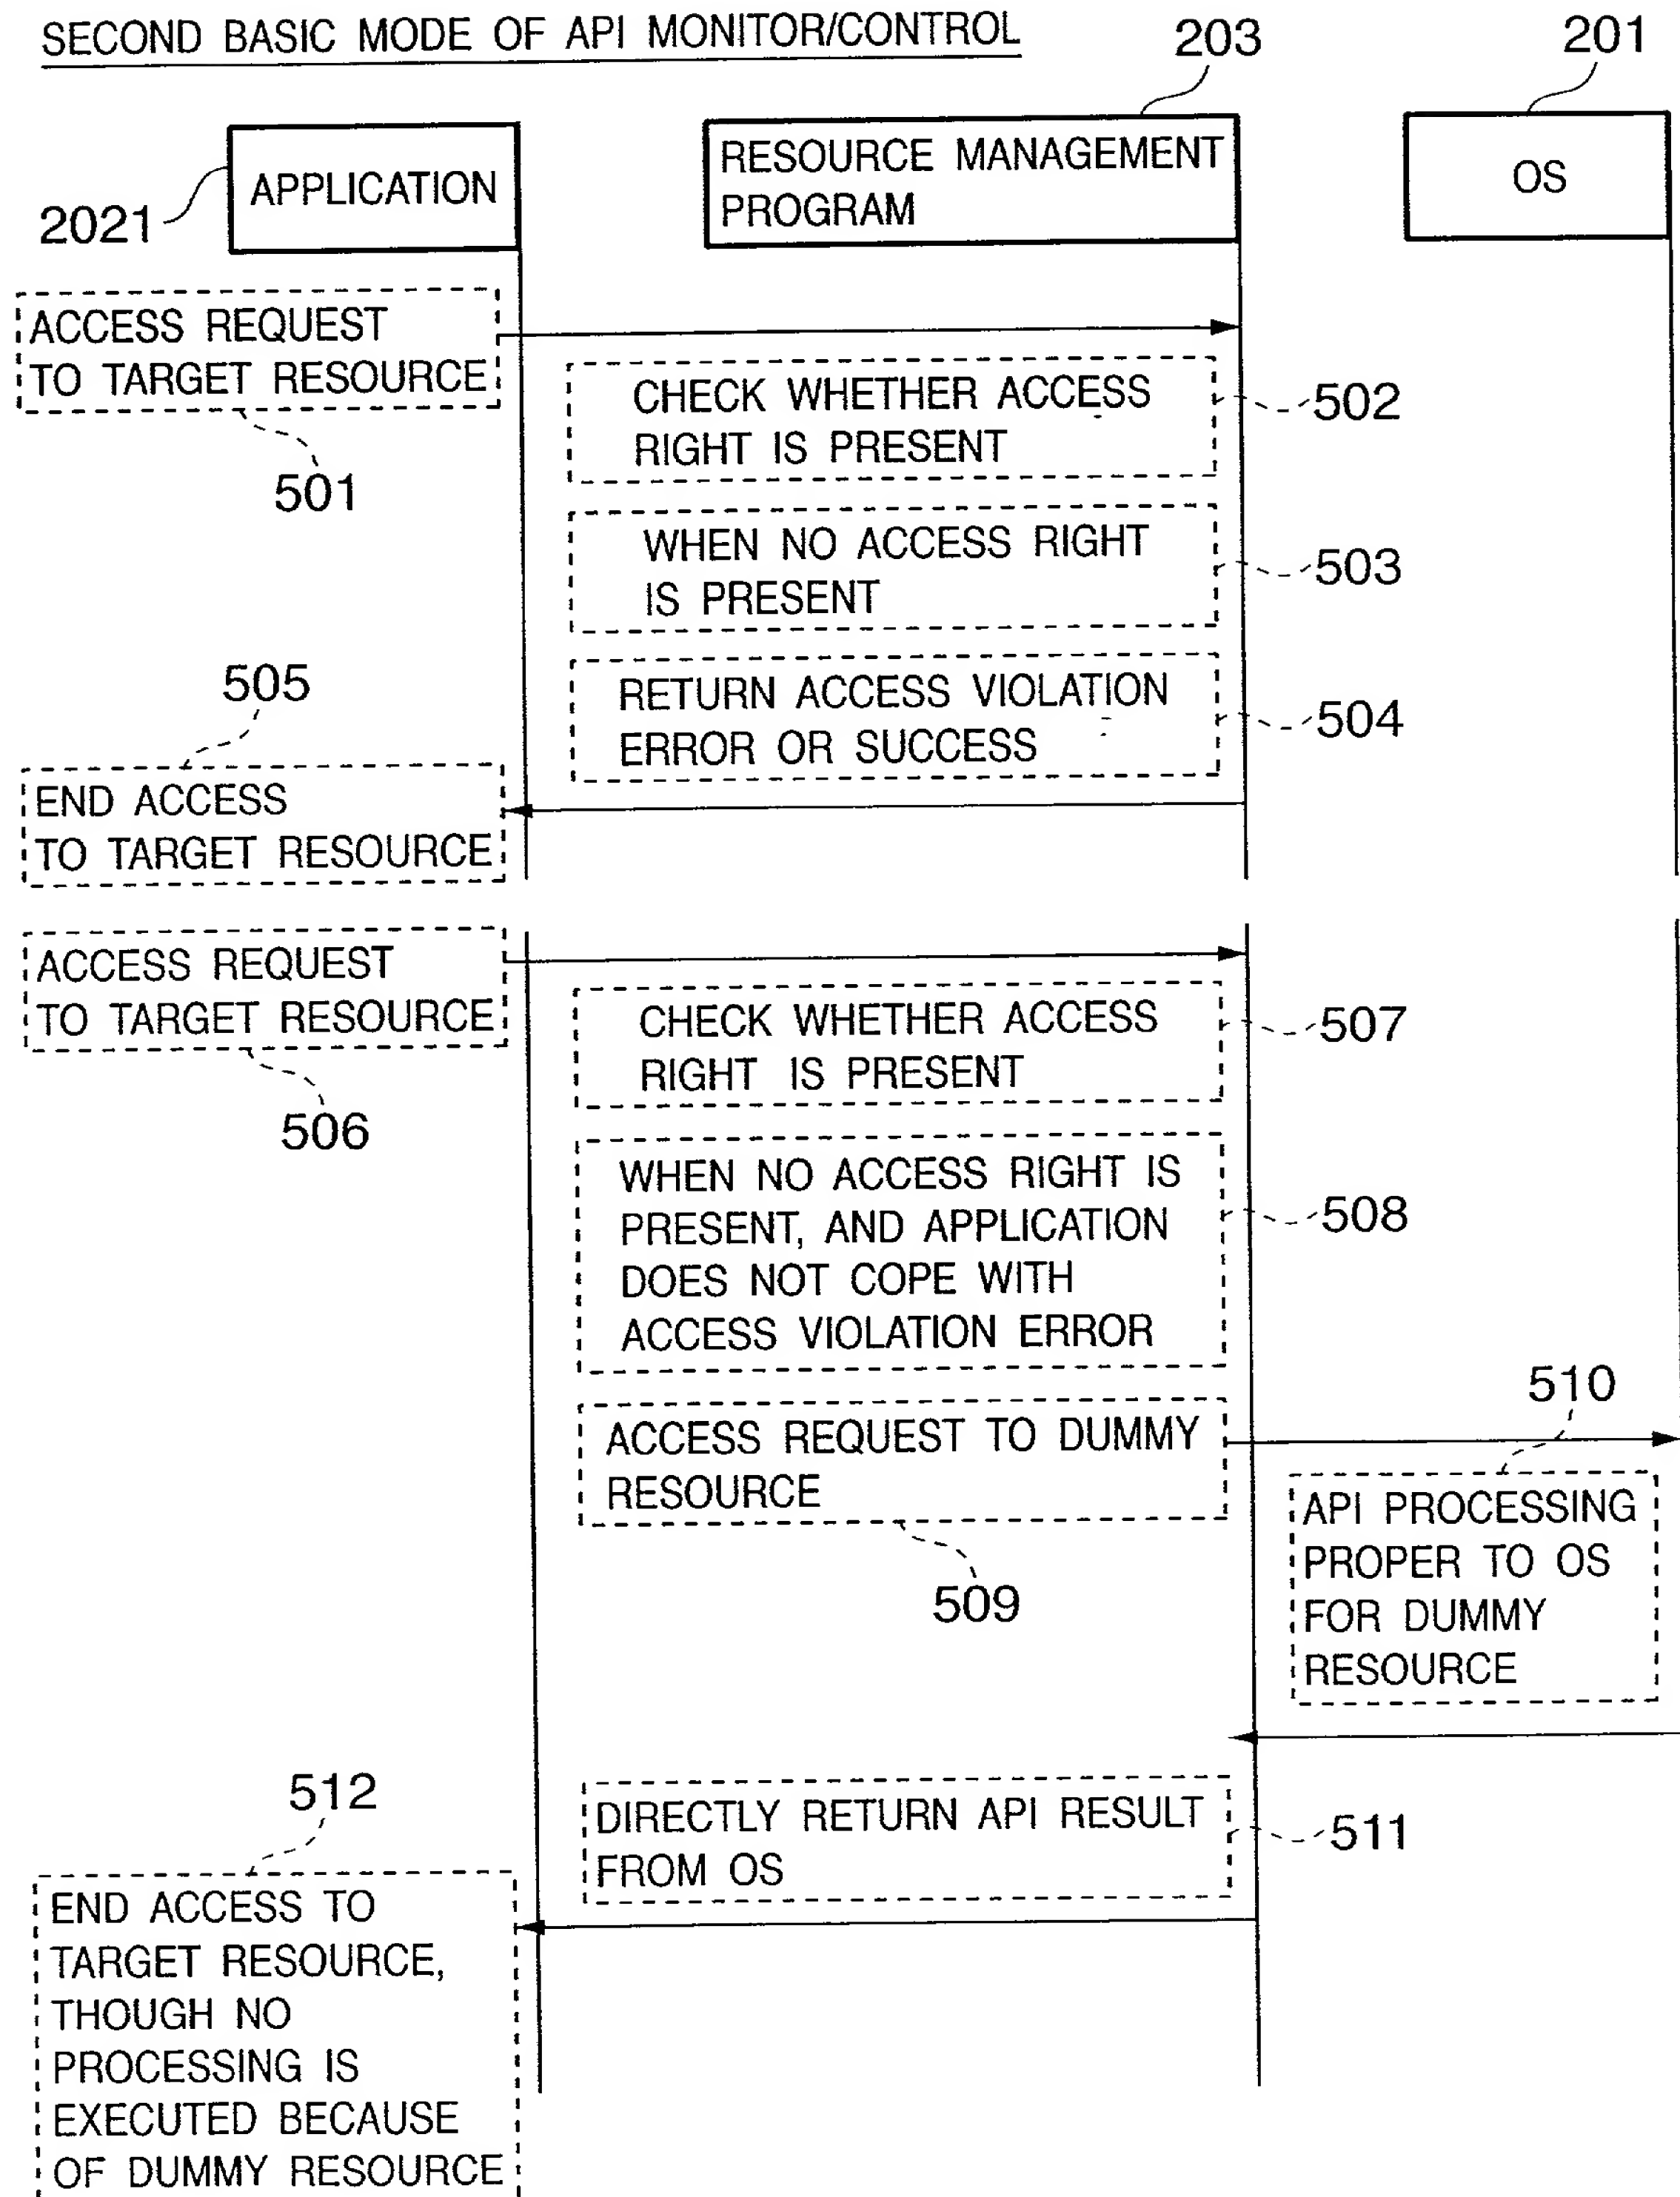 SECOND BASIC MODE OF API MONITOR/CONTROL
203
201
APPLICATION
RESOURCE MANAGEMENT
PROGRAM
OS
2021
ACCESS REQUEST
TO TARGET RESOURCE
501
CHECK WHETHER ACCESS
RIGHT IS PRESENT
502
WHEN NO ACCESS RIGHT
IS PRESENT
503
RETURN ACCESS VIOLATION
ERROR OR SUCCESS
504
505
END ACCESS
TO TARGET RESOURCE
ACCESS REQUEST
TO TARGET RESOURCE
506
CHECK WHETHER ACCESS
RIGHT IS PRESENT
507
WHEN NO ACCESS RIGHT IS
PRESENT, AND APPLICATION
DOES NOT COPE WITH
ACCESS VIOLATION ERROR
508
ACCESS REQUEST TO DUMMY
RESOURCE
509
510
API PROCESSING
PROPER TO OS
FOR DUMMY
RESOURCE
DIRECTLY RETURN API RESULT
FROM OS
511
512
END ACCESS TO
TARGET RESOURCE,
THOUGH NO
PROCESSING IS
EXECUTED BECAUSE
OF DUMMY RESOURCE